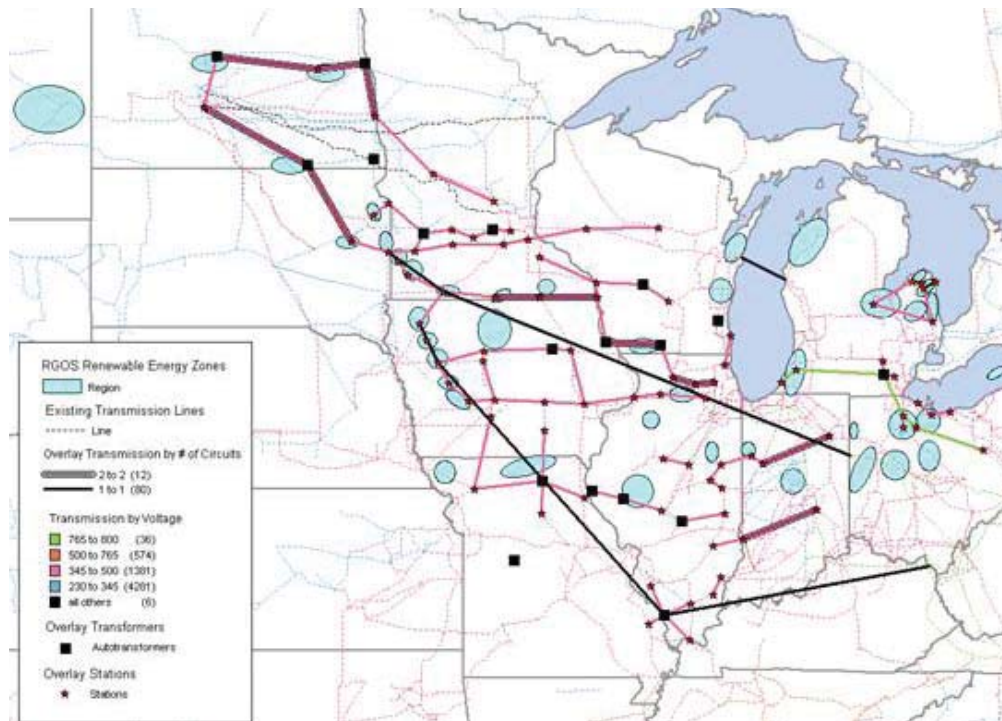 RGOS Renewable Energy Zones
Region
Existing Transmission Lines
Line
Overlay Transmission by # of Circuits
2 to 2 (12)
1 to 1 (80)
Transmission by Voltage
765 to 800 (36)
500 to 765 (574)
345 to 500 (1381)
230 to 345 (4281)
all others (6)
Overlay Transformers
Autotransformers
Overlay Stations
Stations